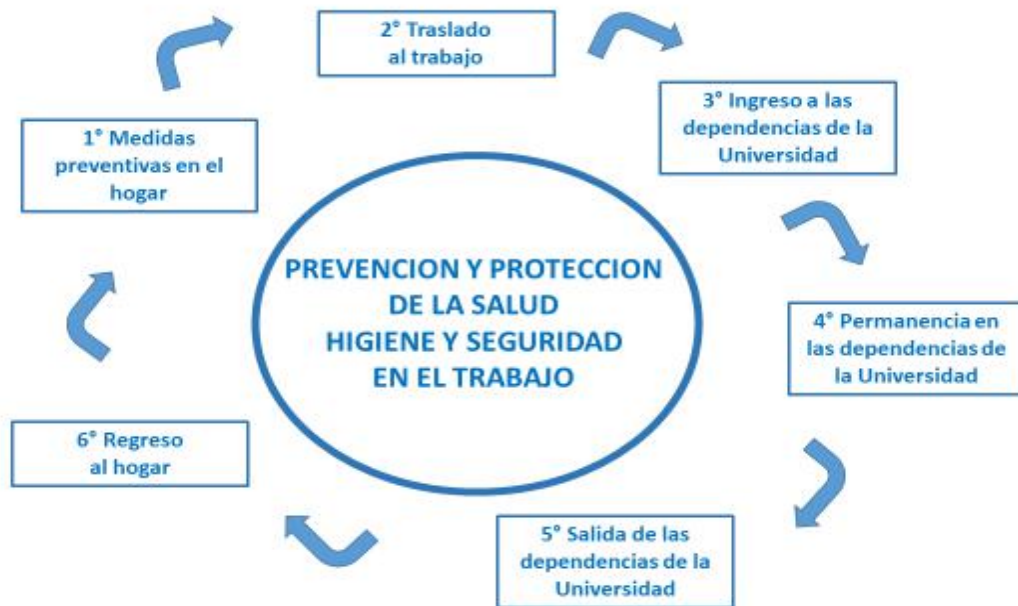 2° Traslado
al trabajo
3° Ingreso a las
dependencias de la
Universidad
1° Medidas
preventivas en el
hogar
PREVENCION Y PROTECCION
DE LA SALUD
HIGIENE Y SEGURIDAD
EN EL TRABAJO
4° Permanencia en
las dependencias de
la Universidad
6° Regreso
al hogar
5° Salida de las
dependencias de la
Universidad